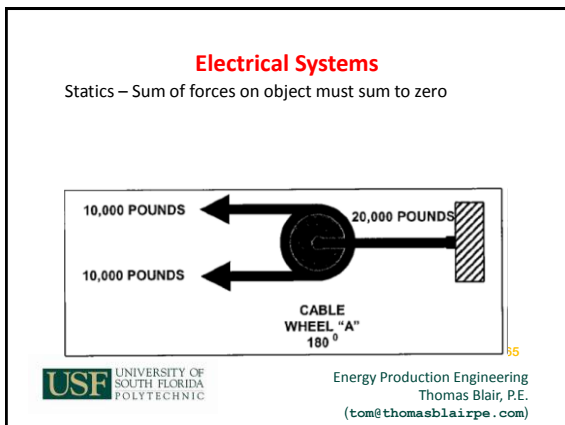 Electrical Systems
Statics – Sum of forces on object must sum to zero
10,000 POUNDS
20,000 POUNDS
10,000 POUNDS
CABLE
WHEEL "A"
180 0
65
USF UNIVERSITY OF
SOUTH FLORIDA
POLYTECHNIC
Energy Production Engineering
Thomas Blair, P.E.
(tom@thomasblairpe.com)